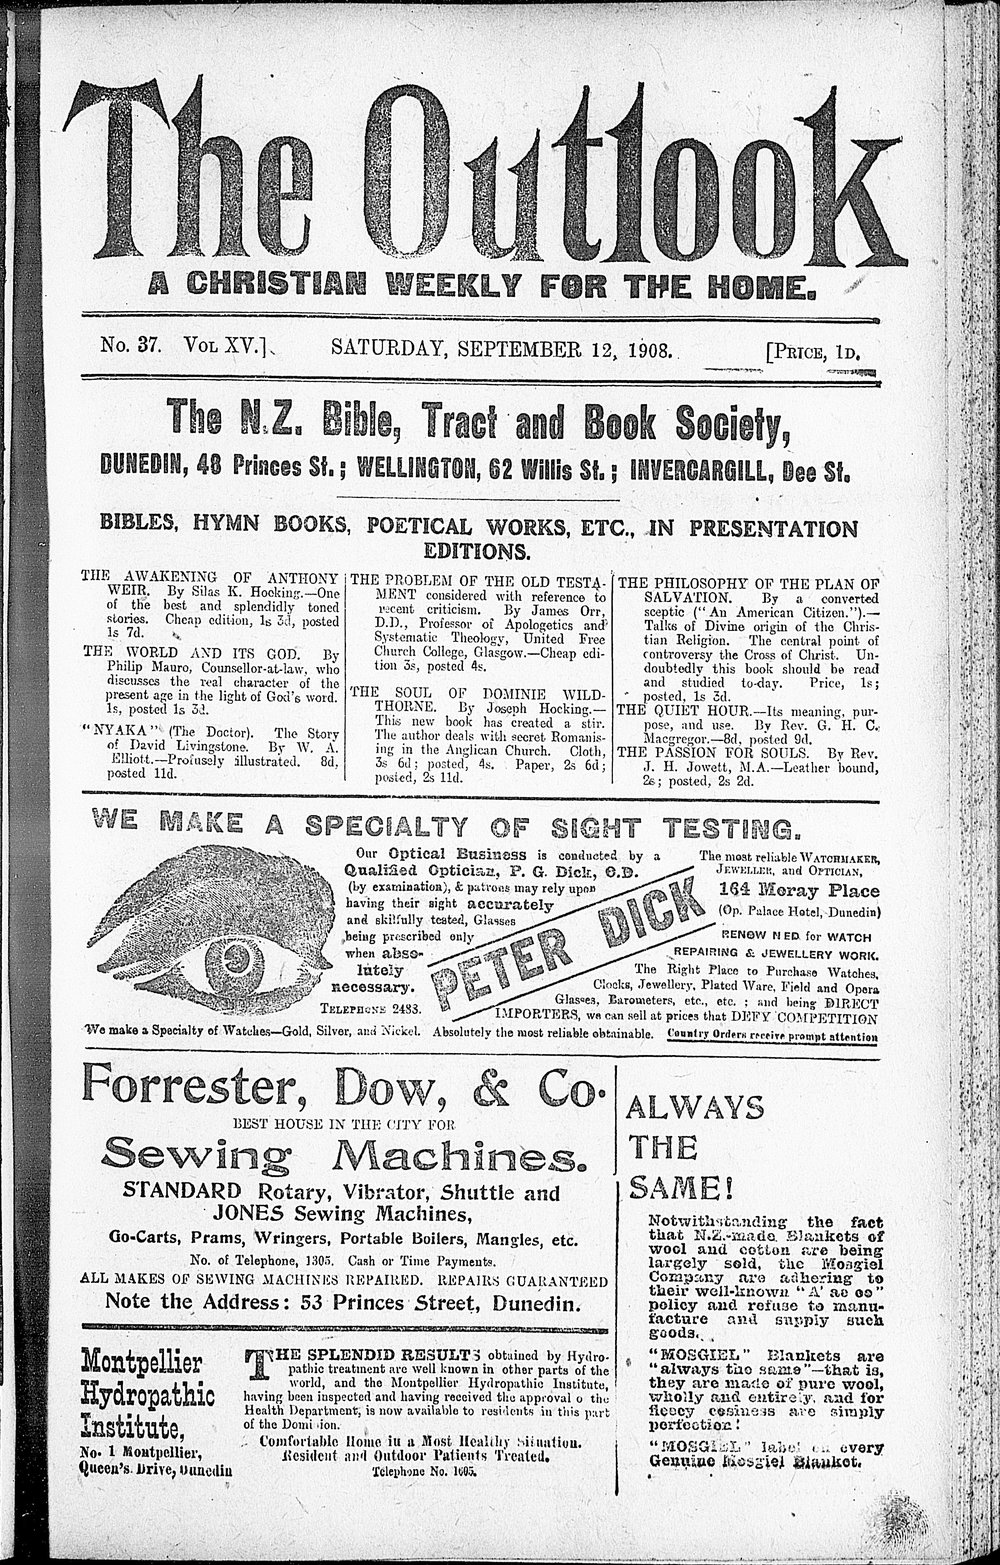 The Outlook
A CHRISTIAN WEEKLY FOR THE HOME.
No. 37. VOL XV.]
SATURDAY, SEPTEMBER 12, 1908.
[PRICE, 1D.
The N.Z. Bible, Tract and Book Society,
DUNEDIN, 48 Princes St.; WELLINGTON, 62 Willis St.; INVERCARGILL, Dee St.
BIBLES, HYMN BOOKS, POETICAL WORKS, ETC., IN PRESENTATION
EDITIONS.
THE AWAKENING OF ANTHONY
WEIR. By Silas K. Hocking.—One
of the best and splendidly toned
stories. Cheap edition, 1s 3d, posted
1s 7d.
THE WORLD AND ITS GOD. By
Philip Mauro, Counsellor-at-law, who
discusses the real character of the
present age in the light of God's word.
1s, posted 1s 3d.
"NYAKA" (The Doctor). The Story
of David Livingstone. By W. A.
Elliott.—Profusely illustrated. 8d,
posted 11d.
THE PROBLEM OF THE OLD TESTA-
MENT considered with reference to
recent criticism. By James Orr,
D.D., Professor of Apologetics and
Systematic Theology, United Free
Church College, Glasgow.—Cheap edi-
tion 3s, posted 4s.
THE SOUL OF DOMINIE WILD-
THORNE. By Joseph Hocking.—
This new book has created a stir.
The author deals with secret Romanis-
ing in the Anglican Church. Cloth,
3s 6d; posted, 4s. Paper, 2s 6d;
posted, 2s 11d.
THE PHILOSOPHY OF THE PLAN OF
SALVATION. By a converted
sceptic ("An American Citizen.").—
Talks of Divine origin of the Chris-
tian Religion. The central point of
controversy the Cross of Christ. Un-
doubtedly this book should be read
and studied to-day. Price, 1s;
posted, 1s 3d.
THE QUIET HOUR.—Its meaning, pur-
pose, and use. By Rev. G. H. C.
Macgregor.—8d, posted 9d.
THE PASSION FOR SOULS. By Rev.
J. H. Jowett, M.A.—Leather bound,
2s; posted, 2s 2d.
WE MAKE A SPECIALTY OF SIGHT TESTING.
Our Optical Business is conducted by a
Qualified Optician, P. G. Dick, O.D.
(by examination), & patrons may rely upon
having their sight accurately
and skilfully tested, Glasses
being prescribed only
when abso-
lutely
necessary.
TELEPHONE 2483.
PETER DICK
The most reliable WATCHMAKER,
JEWELLER, and OPTICIAN,
164 Moray Place
(Op. Palace Hotel, Dunedin)
RENOWNED for WATCH
REPAIRING & JEWELLERY WORK.
The Right Place to Purchase Watches,
Clocks, Jewellery, Plated Ware, Field and Opera
Glasses, Barometers, etc., etc. ; and being DIRECT
IMPORTERS, we can sell at prices that DEFY COMPETITION
We make a Specialty of Watches—Gold, Silver, and Nickel. Absolutely the most reliable obtainable. Country Orders receive prompt attention
Forrester, Dow, & Co.
BEST HOUSE IN THE CITY FOR
Sewing Machines.
STANDARD Rotary, Vibrator, Shuttle and
JONES Sewing Machines,
Go-Carts, Prams, Wringers, Portable Boilers, Mangles, etc.
No. of Telephone, 1305. Cash or Time Payments.
ALL MAKES OF SEWING MACHINES REPAIRED. REPAIRS GUARANTEED
Note the Address: 53 Princes Street, Dunedin.
Montpellier
Hydropathic
Institute,
No. 1 Montpellier,
Queen's Drive, Dunedin
THE SPLENDID RESULTS obtained by Hydro-
pathic treatment are well known in other parts of the
world, and the Montpellier Hydropathic Institute,
having been inspected and having received the approval o the
Health Department, is now available to residents in this part
of the Domi ion.
Comfortable Home in a Most Healthy Situation.
Resident and Outdoor Patients Treated.
Telephone No. 1605.
ALWAYS
THE
SAME!
Notwithstanding the fact
that N.Z.-made Blankets of
wool and cotton are being
largely sold, the Mosgiel
Company are adhering to
their well-known "A
policy and refuse to manu-
facture and supply such
goods.
"MOSGIEL" Blankets are
"always the same"—that is,
they are made of pure wool,
wholly and entirely, and for
fleecy cosiness are simply
perfection!
"MOSGIEL" label on every
Genuine Mosgiel Blanket.